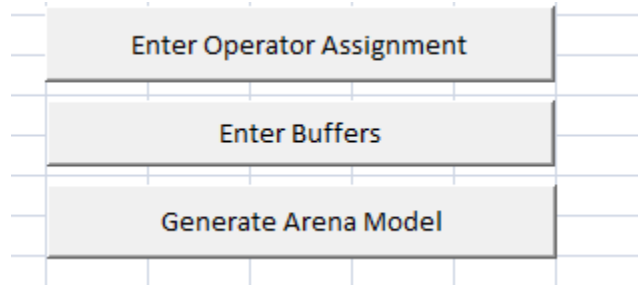 Enter Operator Assignment
Enter Buffers
Generate Arena Model